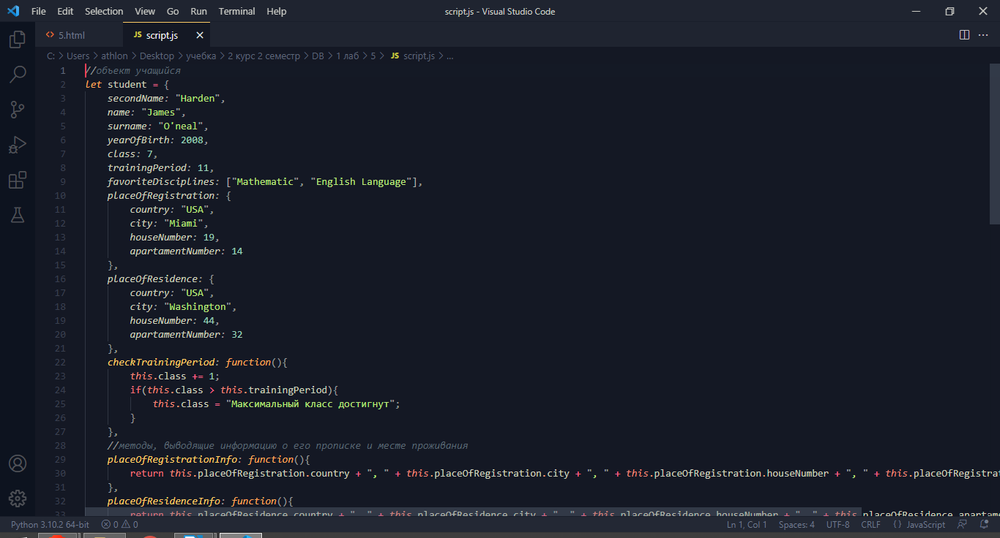 File Edit Selection View Go Run Terminal Help script.js - Visual Studio Code
<> 5.html JS script.js
C: > Users > athlon > Desktop > учебка > 2 курс 2 семестр > DB > 1 лаб > 5 > JS script.js > ...
1 //объект учащийся
2 let student = {
3 secondName: "Harden",
4 name: "James",
5 surname: "O'neal",
6 yearOfBirth: 2008,
7 class: 7,
8 trainingPeriod: 11,
9 favoriteDisciplines: ["Mathematic", "English Language"],
10 placeOfRegistration: {
11 country: "USA",
12 city: "Miami",
13 houseNumber: 19,
14 apartamentNumber: 14
15 },
16 placeOfResidence: {
17 country: "USA",
18 city: "Washington",
19 houseNumber: 44,
20 apartamentNumber: 32
21 },
22 checkTrainingPeriod: function(){
23 this.class += 1;
24 if(this.class > this.trainingPeriod){
25 this.class = "Максимальный класс достигнут";
26 }
27 },
28 //методы, выводящие информацию о его прописке и месте проживания
29 placeOfRegistrationInfo: function(){
30 return this.placeOfRegistration.country + ", " + this.placeOfRegistration.city + ", " + this.placeOfRegistration.houseNumber + ", " + this.placeOfRegistrat
31 },
32 placeOfResidenceInfo: function(){
33 return this.placeOfResidence.country + ", " + this.placeOfResidence.city + ", " + this.placeOfResidence.houseNumber + ", " + this.placeOfResidence.apartame
Python 3.10.2 64-bit 0 0 Ln 1, Col 1 Spaces: 4 UTF-8 CRLF {} JavaScript